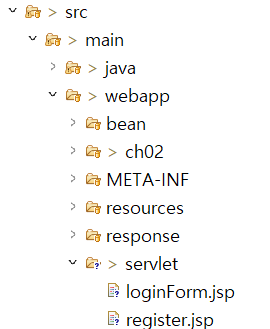 > src
> main
> java
> webapp
bean
> ch02
META-INF
resources
response
> servlet
loginForm.jsp
register.jsp